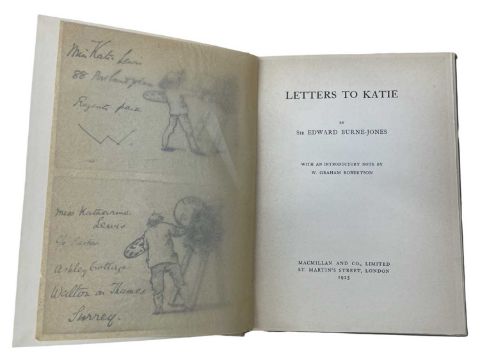 Miss Katie Lewis
88 Portland place
Regents park
W.
Miss Katharine
Lewis
Ashley Cottage
Walton on Thames
Surrey.
LETTERS TO KATIE
BY
SIR EDWARD BURNE-JONES
WITH AN INTRODUCTORY NOTE BY
W. GRAHAM ROBERTSON
MACMILLAN AND CO., LIMITED
ST. MARTIN'S STREET, LONDON
1925